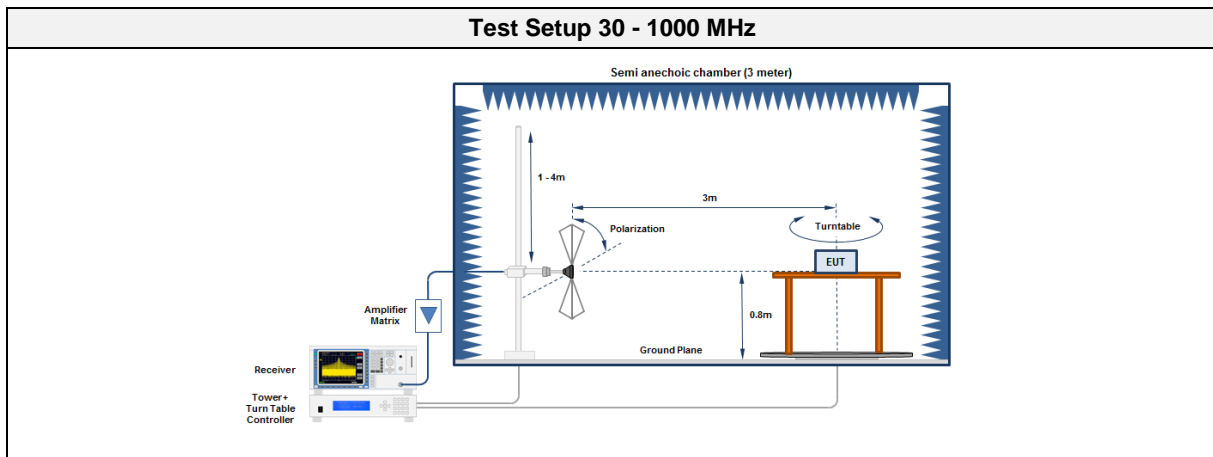 Test Setup 30 - 1000 MHz
Semi anechoic chamber (3 meter)
1 - 4m
3m
Polarization
Turntable
EUT
Amplifier
Matrix
0.8m
Ground Plane
Receiver
Tower+
Turn Table
Controller